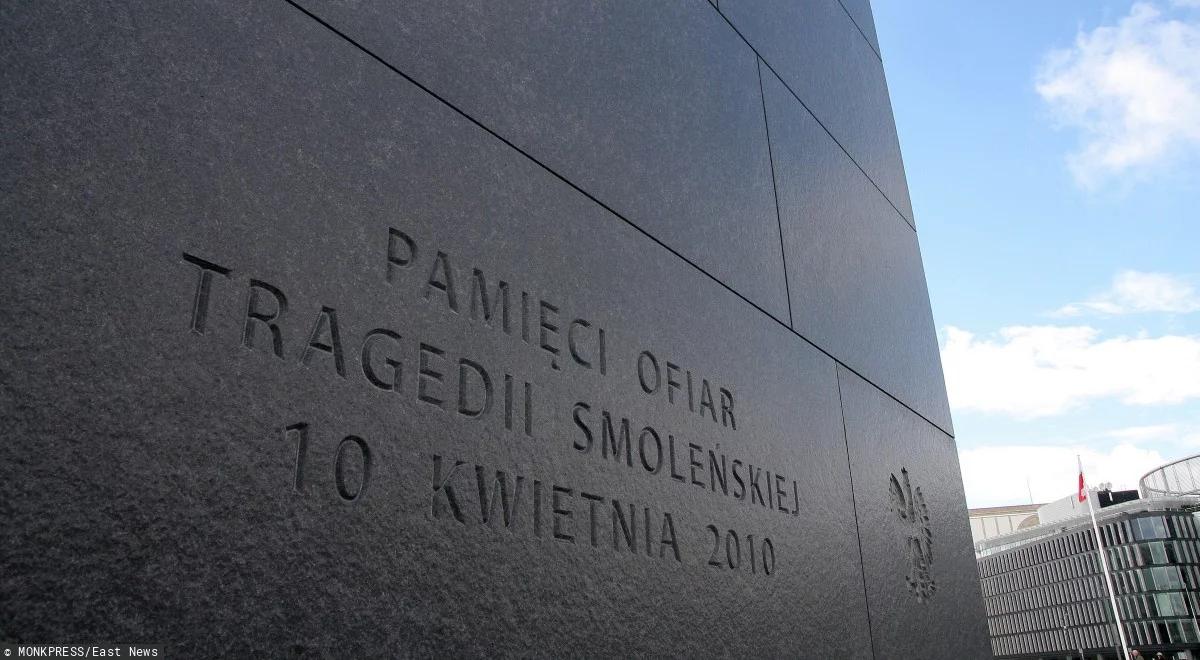 PAMIĘCI OFIAR
TRAGEDII SMOLEŃSKIEJ
10 KWIETNIA 2010
© MONKPRESS/East News